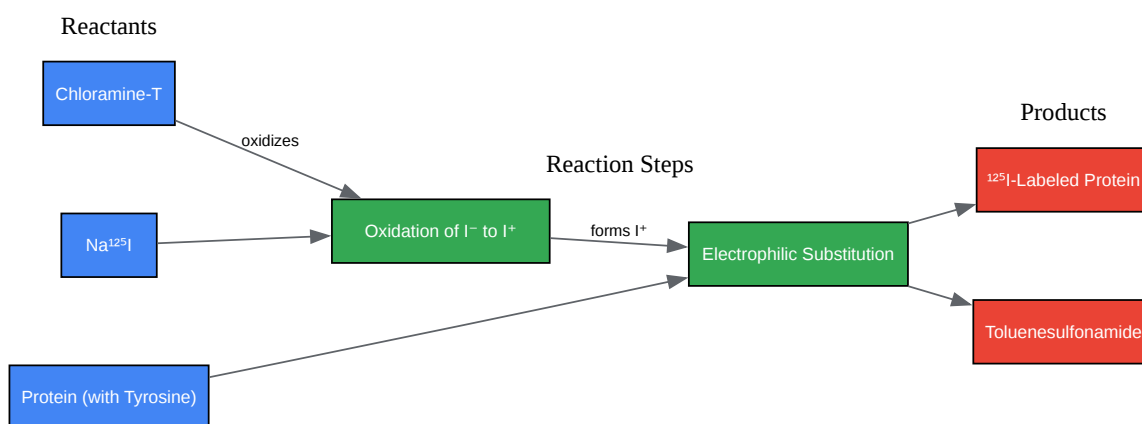 Reactants
Chloramine-T
Products
oxidizes
Reaction Steps
¹²⁵I-Labeled Protein
Na¹²⁵I
Oxidation of I⁻ to I⁺
forms I⁺
Electrophilic Substitution
Toluenesulfonamide
Protein (with Tyrosine)